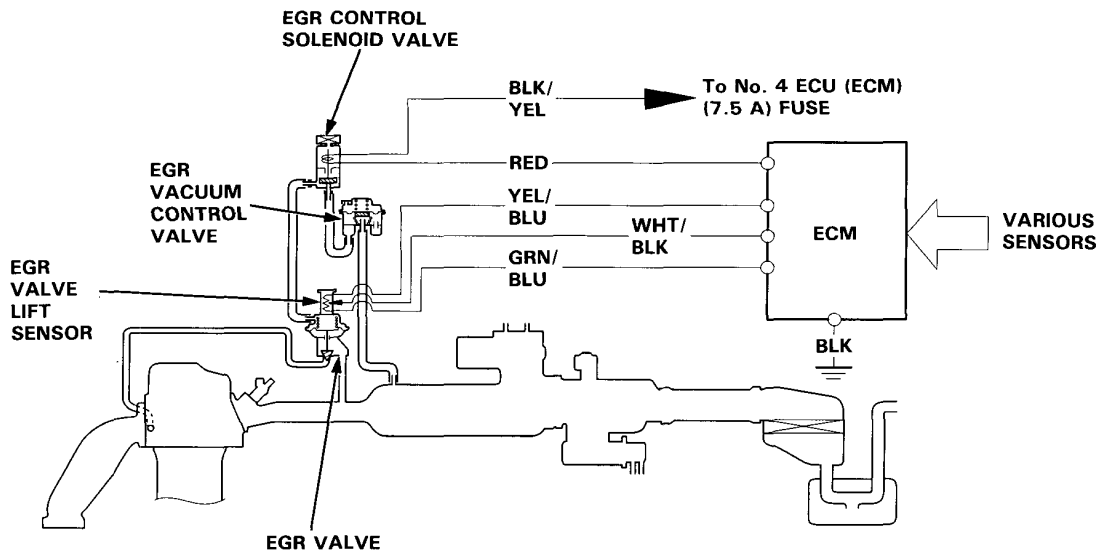 EGR CONTROL
SOLENOID VALVE
BLK/
YEL
To No. 4 ECU (ECM)
(7.5 A) FUSE
RED
EGR
VACUUM
CONTROL
VALVE
YEL/
BLU
WHT/
BLK
ECM
VARIOUS
SENSORS
EGR
VALVE
LIFT
SENSOR
GRN/
BLU
BLK
EGR VALVE